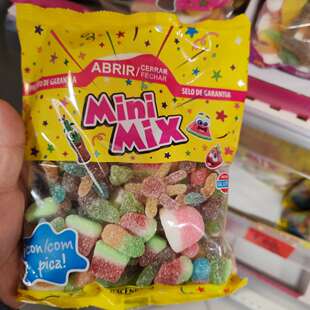 ABRIR/CERRAR
FECHAR
SELO DE GARANTIA
Mini
Mix
con/com
pica!